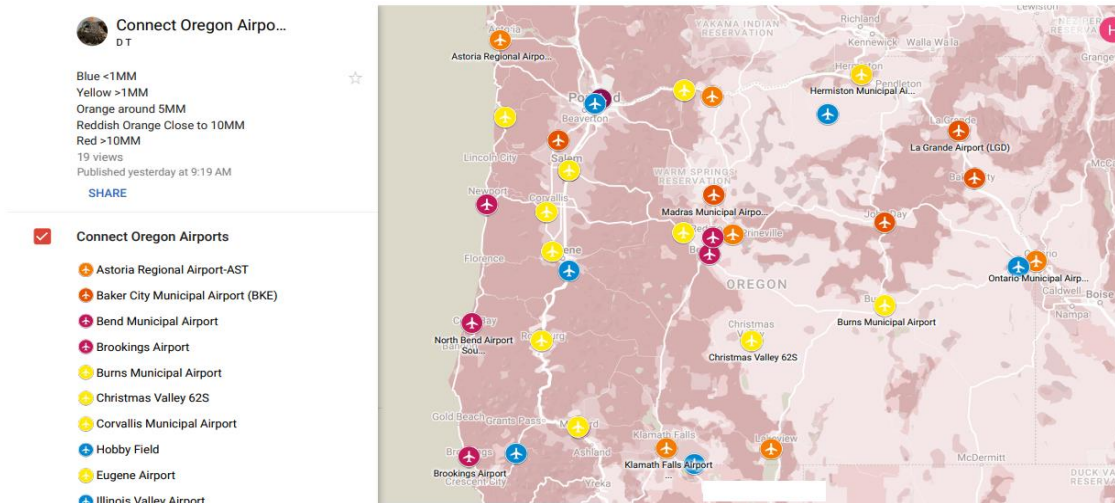 Connect Oregon Airpo...
D T
Blue <1MM
Yellow >1MM
Orange around 5MM
Reddish Orange Close to 10MM
Red >10MM
19 views
Published yesterday at 9:19 AM
SHARE
Connect Oregon Airports
Astoria Regional Airport-AST
Baker City Municipal Airport (BKE)
Bend Municipal Airport
Brookings Airport
Burns Municipal Airport
Christmas Valley 62S
Corvallis Municipal Airport
Hobby Field
Eugene Airport
Illinois Valley Airport
Lewiston
YAKAMA INDIAN
RESERVATION
Richland
Kennewick Walla Walla
H
Grange
Astoria Regional Airpo...
Pendleton
Hermiston Municipal Ai...
Beaverton
La Grande Airport (LGD)
Lincoln City
Salem
WARM SPRINGS
RESERVATION
Newport
Corvallis
Madras Municipal Airpo...
Prineville
Florence
OREGON
Ontario Municipal Airp...
Caldwell
Boise
Nampa
Burns Municipal Airport
Christmas
Christmas Valley 62S
North Bend Airport
Sou...
Gold Beach
Grants Pass
Klamath Falls
Lakeview
Ashland
Klamath Falls Airport
...
McDermitt
Brookings Airport
Crescent City
Yreka
DUCK VA
RESERV